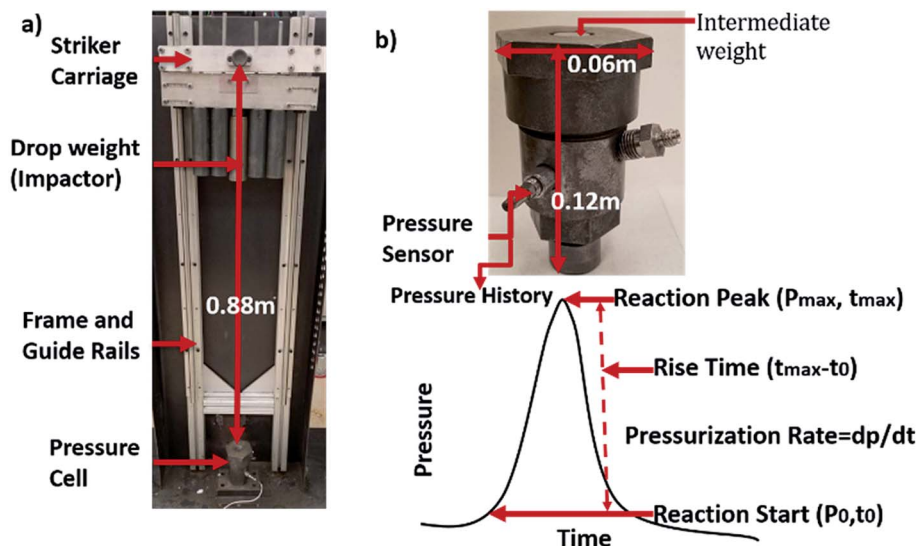 a)
Striker
Carriage
Drop weight
(Impactor)
0.88m
Frame and
Guide Rails
Pressure
Cell
b)
Intermediate
weight
0.06m
0.12m
Pressure
Sensor
Pressure History
Reaction Peak (Pmax, tmax)
Rise Time (tmax-t0)
Pressurization Rate=dp/dt
Reaction Start (P0,t0)
Pressure
Time